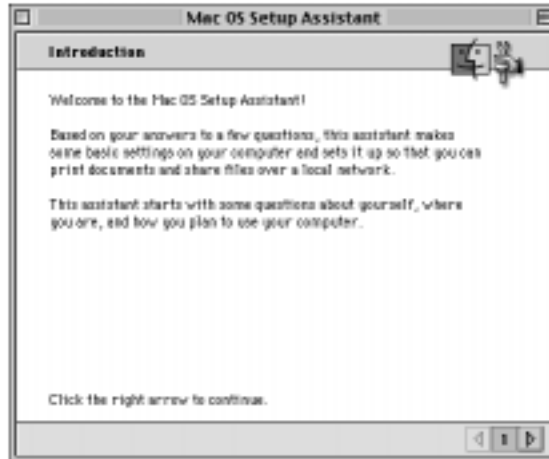 Mac OS Setup Assistant
Introduction
Welcome to the Mac OS Setup Assistant!
Based on your answers to a few questions, this assistant makes
some basic settings on your computer and sets it up so that you can
print documents and share files over a local network.
This assistant starts with some questions about yourself, where
you are, and how you plan to use your computer.
Click the right arrow to continue.
1